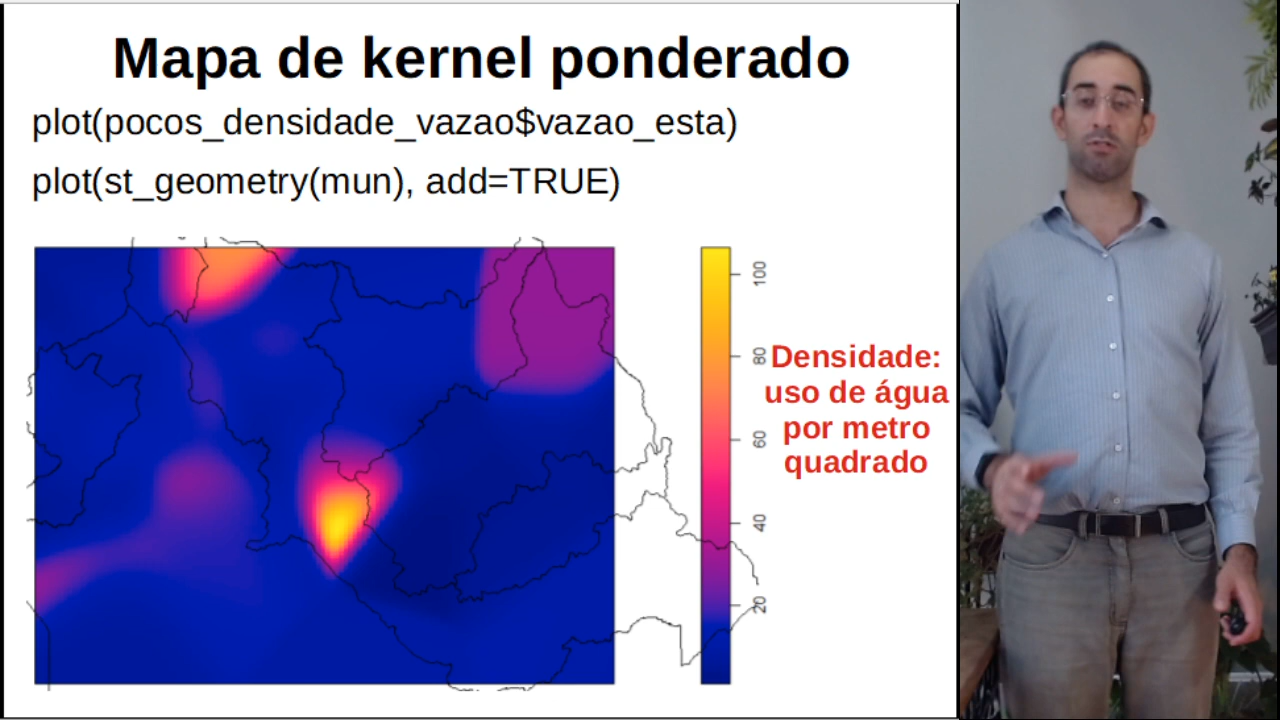 Mapa de kernel ponderado
plot(pocos_densidade_vazao$vazao_esta)
plot(st_geometry(mun), add=TRUE)
100
80
60
40
20
Densidade:
uso de água
por metro
quadrado